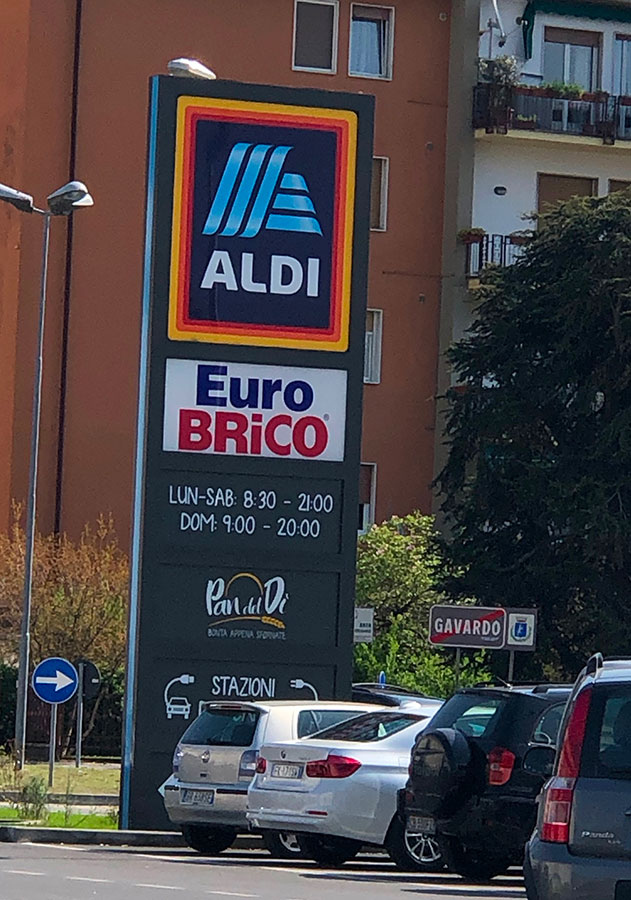 ALDI
Euro
BRiCO®
LUN-SAB: 8:30 - 21:00
DOM: 9:00 - 20:00
Pan del Dì
BONTÀ APPENA SFORNATE
STAZIONI
GAVARDO
Panda